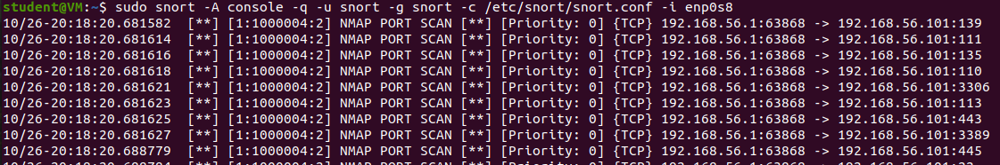 student@VM:~$ sudo snort -A console -q -u snort -g snort -c /etc/snort/snort.conf -i enp0s8
10/26-20:18:20.681582  [**] [1:1000004:2] NMAP PORT SCAN [**] [Priority: 0] {TCP} 192.168.56.1:63868 -> 192.168.56.101:139
10/26-20:18:20.681614  [**] [1:1000004:2] NMAP PORT SCAN [**] [Priority: 0] {TCP} 192.168.56.1:63868 -> 192.168.56.101:111
10/26-20:18:20.681616  [**] [1:1000004:2] NMAP PORT SCAN [**] [Priority: 0] {TCP} 192.168.56.1:63868 -> 192.168.56.101:135
10/26-20:18:20.681618  [**] [1:1000004:2] NMAP PORT SCAN [**] [Priority: 0] {TCP} 192.168.56.1:63868 -> 192.168.56.101:110
10/26-20:18:20.681621  [**] [1:1000004:2] NMAP PORT SCAN [**] [Priority: 0] {TCP} 192.168.56.1:63868 -> 192.168.56.101:3306
10/26-20:18:20.681623  [**] [1:1000004:2] NMAP PORT SCAN [**] [Priority: 0] {TCP} 192.168.56.1:63868 -> 192.168.56.101:113
10/26-20:18:20.681625  [**] [1:1000004:2] NMAP PORT SCAN [**] [Priority: 0] {TCP} 192.168.56.1:63868 -> 192.168.56.101:443
10/26-20:18:20.681627  [**] [1:1000004:2] NMAP PORT SCAN [**] [Priority: 0] {TCP} 192.168.56.1:63868 -> 192.168.56.101:3389
10/26-20:18:20.688779  [**] [1:1000004:2] NMAP PORT SCAN [**] [Priority: 0] {TCP} 192.168.56.1:63868 -> 192.168.56.101:445